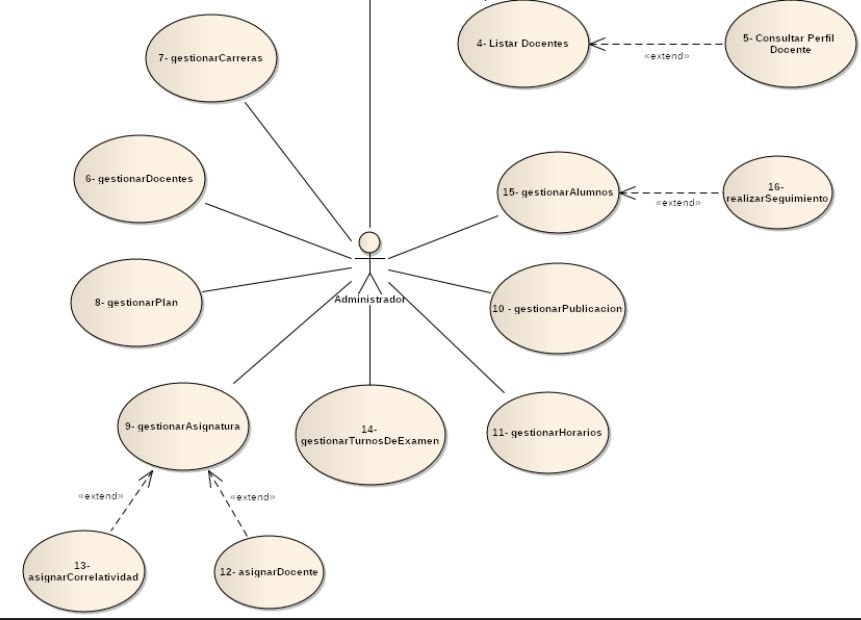 7- gestionarCarreras
4- Listar Docentes
«extend»
5- Consultar Perfil
Docente
6- gestionarDocentes
15- gestionarAlumnos
«extend»
16-
realizarSeguimiento
8- gestionarPlan
Administrador
10 - gestionarPublicacion
9- gestionarAsignatura
14-
gestionarTurnosDeExamen
11- gestionarHorarios
«extend»
«extend»
13-
asignarCorrelatividad
12- asignarDocente